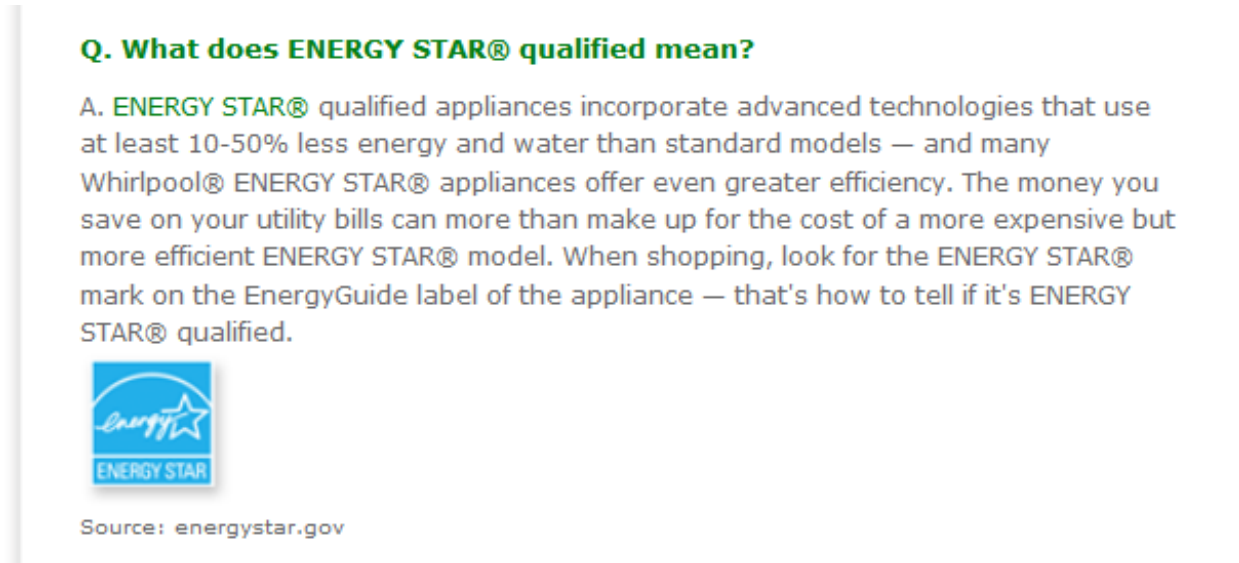 Q. What does ENERGY STAR® qualified mean?
A. ENERGY STAR® qualified appliances incorporate advanced technologies that use
at least 10-50% less energy and water than standard models — and many
Whirlpool® ENERGY STAR® appliances offer even greater efficiency. The money you
save on your utility bills can more than make up for the cost of a more expensive but
more efficient ENERGY STAR® model. When shopping, look for the ENERGY STAR®
mark on the EnergyGuide label of the appliance — that's how to tell if it's ENERGY
STAR® qualified.
energy
ENERGY STAR
Source: energystar.gov